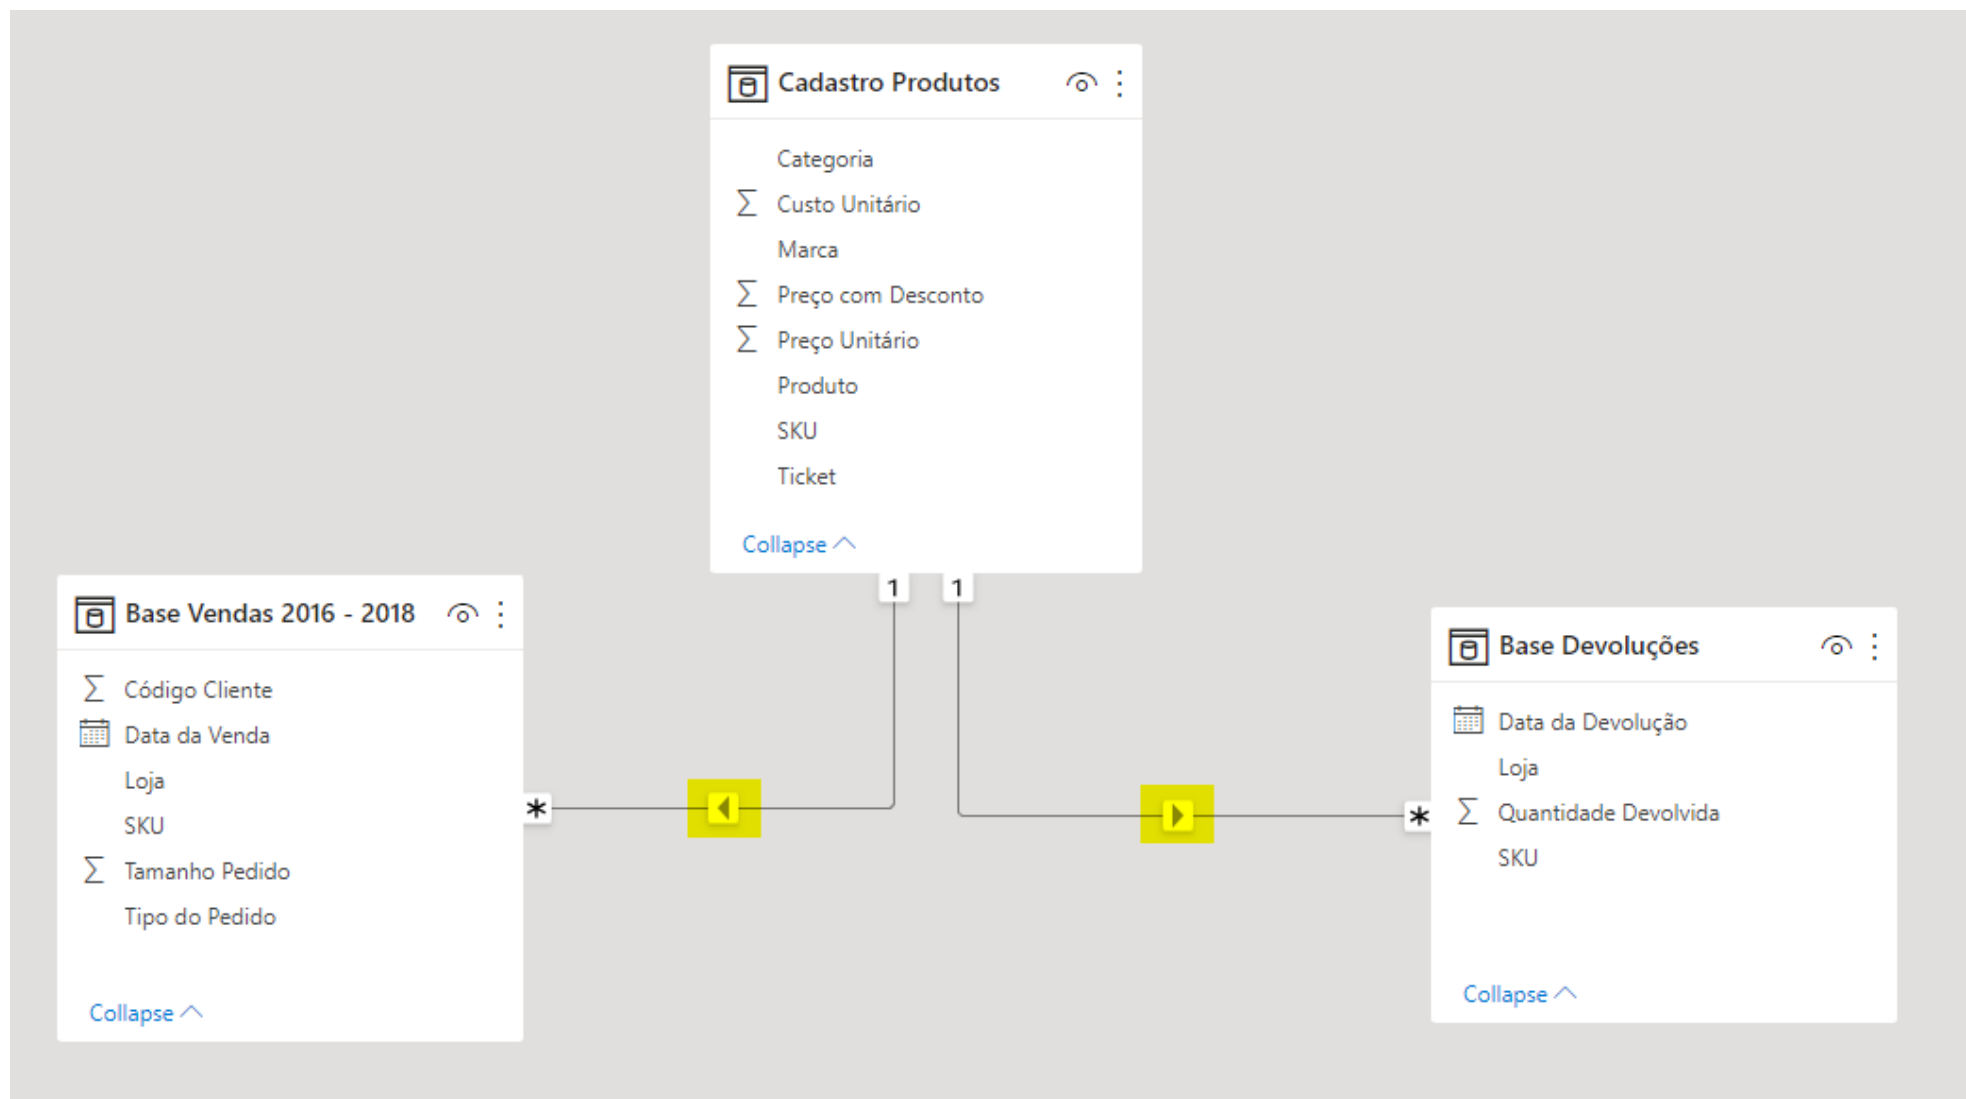 Cadastro Produtos
Categoria
Custo Unitário
Marca
Preço com Desconto
Preço Unitário
Produto
SKU
Ticket
Collapse
1 1
Base Vendas 2016 - 2018
Código Cliente
Data da Venda
Loja
SKU
Tamanho Pedido
Tipo do Pedido
Collapse
*
*
Base Devoluções
Data da Devolução
Loja
Quantidade Devolvida
SKU
Collapse